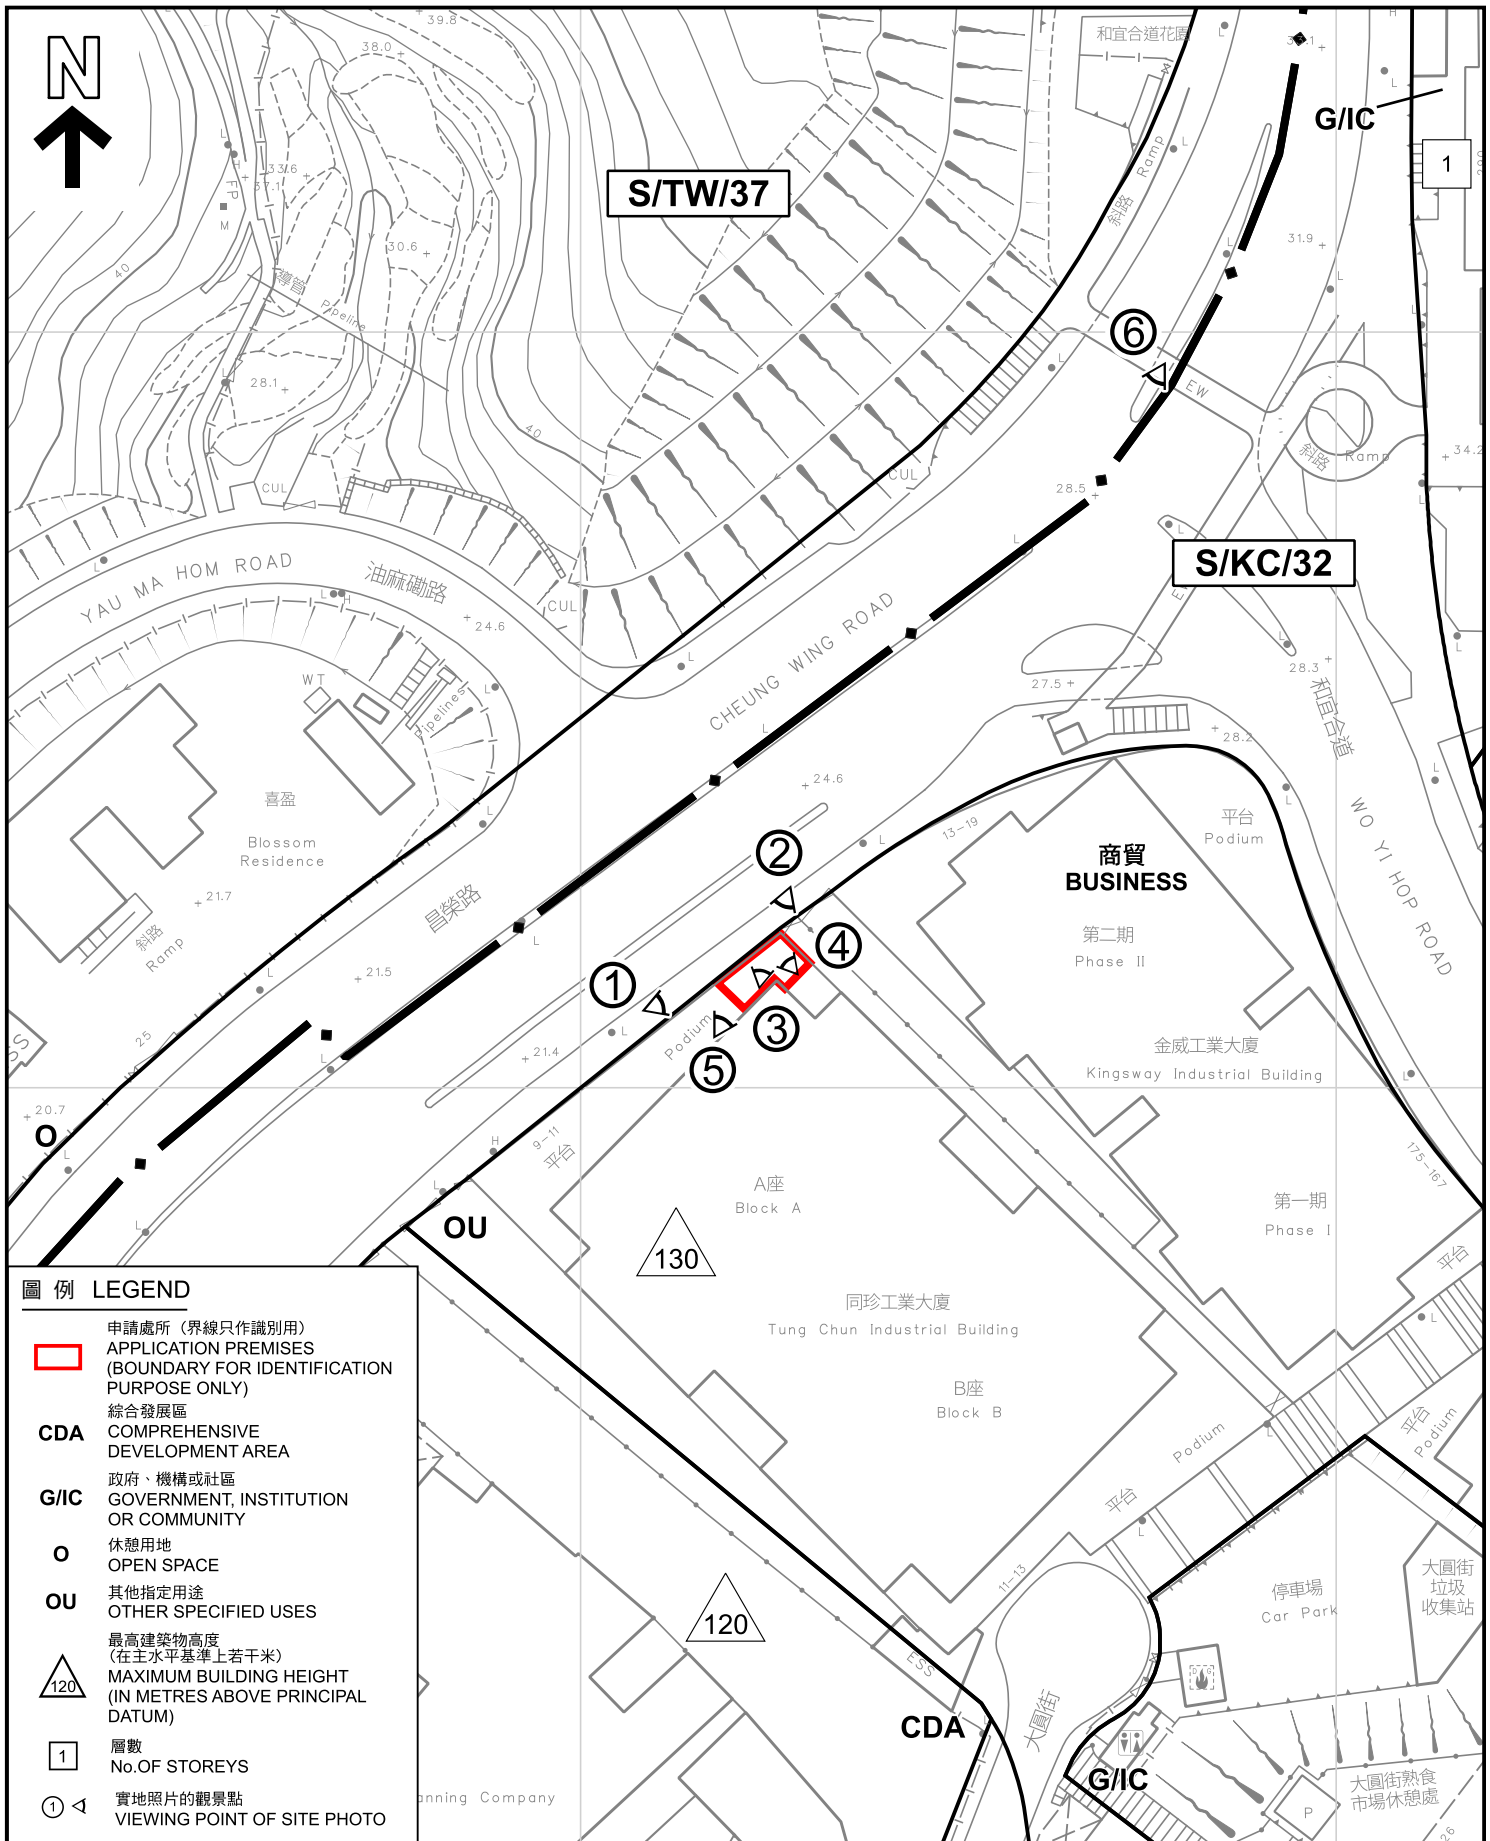 N
39.8
38.0
和宜合道花園
33.1
H
L
G/IC
1
Ramp
斜路
33.6
37.1
FP
M
S/TW/37
30.6
31.9
40
導管
Pipeline
28.1
6
EW
40
斜路
Ramp
34.2
CUL
CUL
28.5
YAU MA HOM ROAD
油麻磡路
S/KC/32
CUL
24.6
CHEUNG WING ROAD
28.3
WT
27.5
和宜合道
Pipelines
28.2
喜盈
Blossom
Residence
24.6
13-19
平台
Podium
WO YI HOP ROAD
2
商貿
BUSINESS
21.7
昌榮路
斜路
Ramp
第二期
Phase II
4
21.5
1
3
25
Podium
21.4
5
金威工業大廈
Kingsway Industrial Building
20.7
O
9-11
平台
H
175-167
A座
Block A
第一期
Phase I
OU
130
平台
同珍工業大廈
Tung Chun Industrial Building
B座
Block B
平台
Podium
Podium
平台
11-13
停車場
Car Park
大圓街
垃圾
收集站
120
ESS
CDA
大圓街
D G
G/IC
大圓街熟食
市場休憩處
P
26
anning Company
圖 例 LEGEND
申請處所（界線只作識別用）
APPLICATION PREMISES
(BOUNDARY FOR IDENTIFICATION
PURPOSE ONLY)
CDA
綜合發展區
COMPREHENSIVE
DEVELOPMENT AREA
G/IC
政府、機構或社區
GOVERNMENT, INSTITUTION
OR COMMUNITY
O
休憩用地
OPEN SPACE
OU
其他指定用途
OTHER SPECIFIED USES
120
最高建築物高度
（在主水平基準上若干米）
MAXIMUM BUILDING HEIGHT
(IN METRES ABOVE PRINCIPAL
DATUM)
1
層數
No.OF STOREYS
1
實地照片的觀景點
VIEWING POINT OF SITE PHOTO